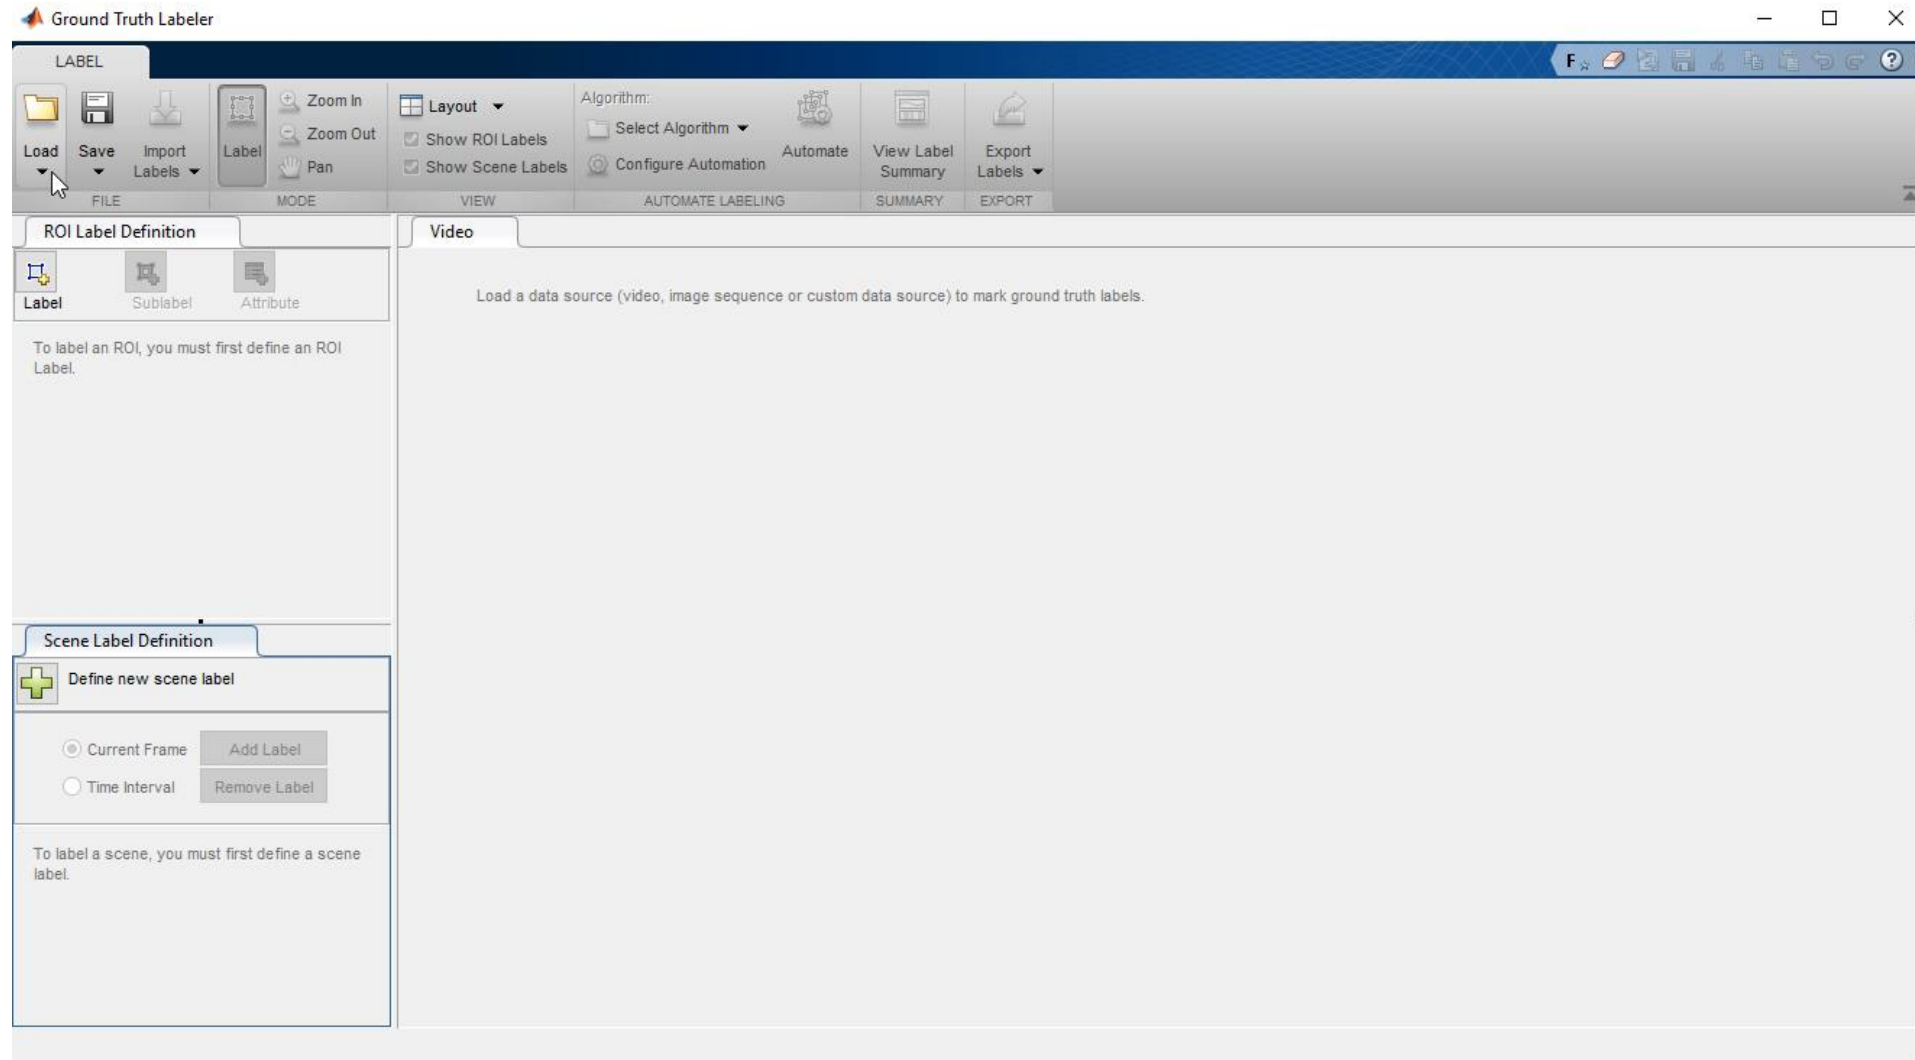 Ground Truth Labeler
LABEL
F
Load
Save
Import
Labels
FILE
Label
Zoom In
Zoom Out
Pan
MODE
Layout
Show ROI Labels
Show Scene Labels
VIEW
Algorithm:
Select Algorithm
Configure Automation
Automate
AUTOMATE LABELING
View Label
Summary
SUMMARY
Export
Labels
EXPORT
ROI Label Definition
Label
Sublabel
Attribute
To label an ROI, you must first define an ROI
Label.
Scene Label Definition
Define new scene label
Current Frame
Add Label
Time Interval
Remove Label
To label a scene, you must first define a scene
label.
Video
Load a data source (video, image sequence or custom data source) to mark ground truth labels.